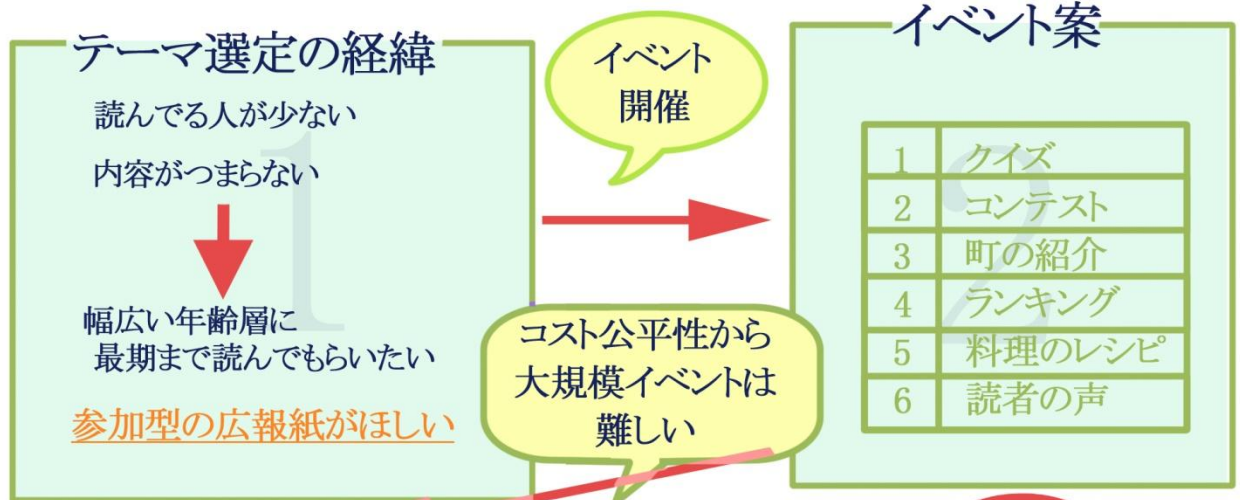 テーマ選定の経緯
1
読んでる人が少ない
内容がつまらない
幅広い年齢層に
最期まで読んでもらいたい
参加型の広報紙がほしい
イベント
開催
コスト公平性から
大規模イベントは
難しい
イベント案
2
1 クイズ
2 コンテスト
3 町の紹介
4 ランキング
5 料理のレシピ
6 読者の声